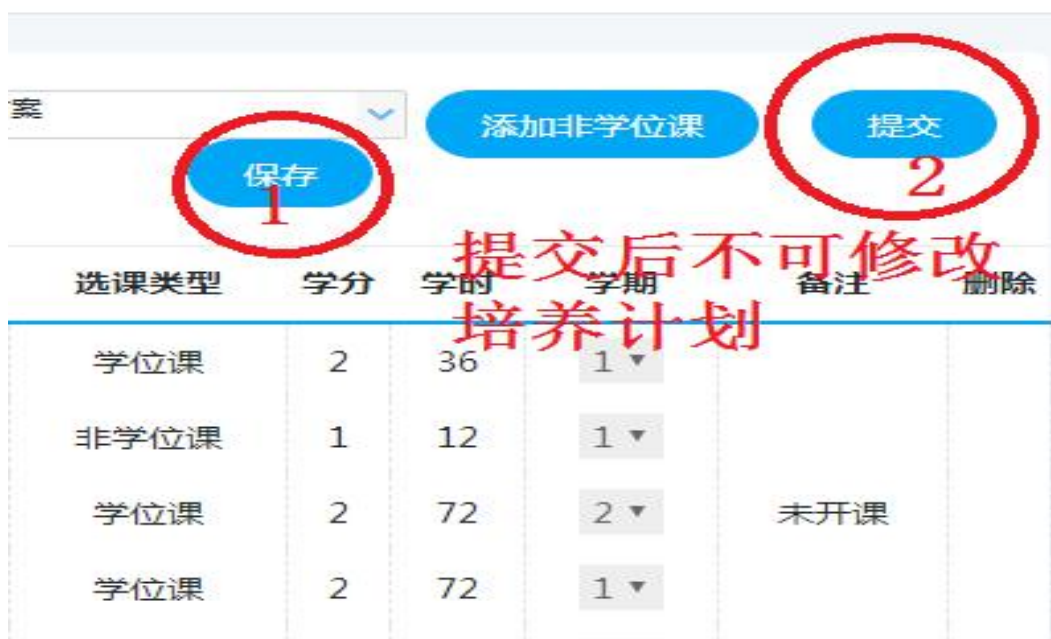 案
添加非学位课
提交
保存
1
2
提交后不可修改
选课类型 学分 学时 学期 备注 删除
培养计划
学位课 2 36 1
非学位课 1 12 1
学位课 2 72 2 未开课
学位课 2 72 1